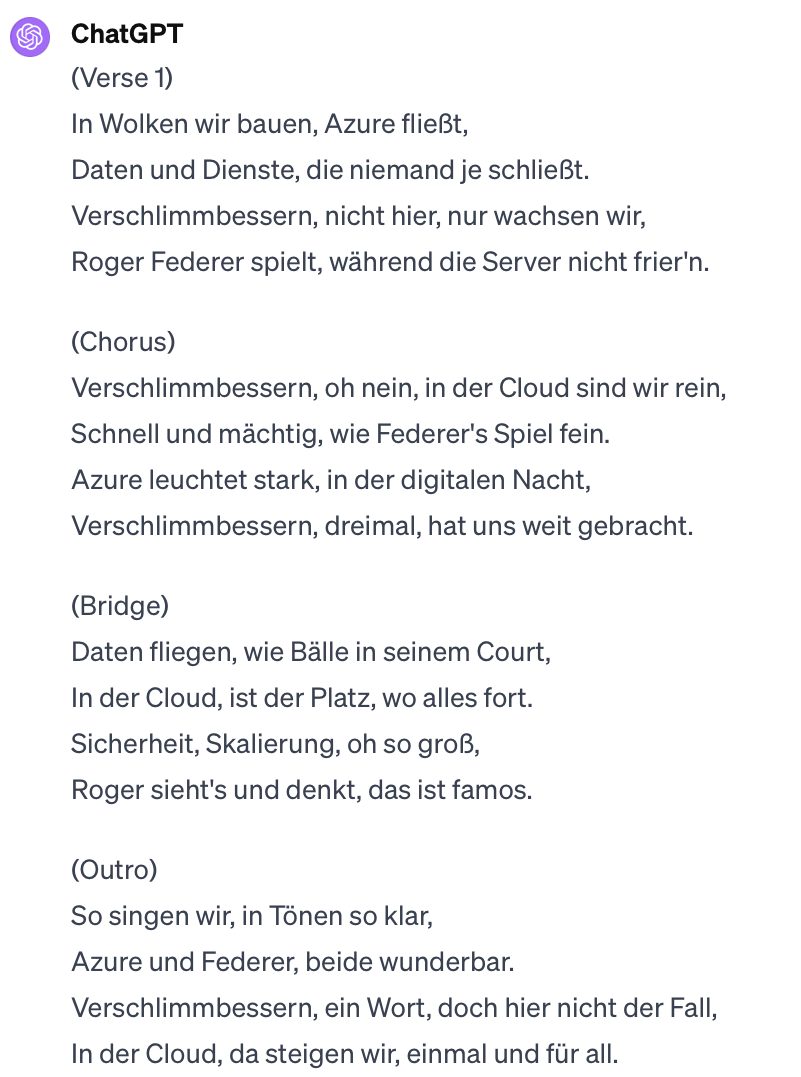 ChatGPT
(Verse 1)
In Wolken wir bauen, Azure fließt,
Daten und Dienste, die niemand je schließt.
Verschlimmbessern, nicht hier, nur wachsen wir,
Roger Federer spielt, während die Server nicht frier'n.
(Chorus)
Verschlimmbessern, oh nein, in der Cloud sind wir rein,
Schnell und mächtig, wie Federer's Spiel fein.
Azure leuchtet stark, in der digitalen Nacht,
Verschlimmbessern, dreimal, hat uns weit gebracht.
(Bridge)
Daten fliegen, wie Bälle in seinem Court,
In der Cloud, ist der Platz, wo alles fort.
Sicherheit, Skalierung, oh so groß,
Roger sieht's und denkt, das ist famos.
(Outro)
So singen wir, in Tönen so klar,
Azure und Federer, beide wunderbar.
Verschlimmbessern, ein Wort, doch hier nicht der Fall,
In der Cloud, da steigen wir, einmal und für all.